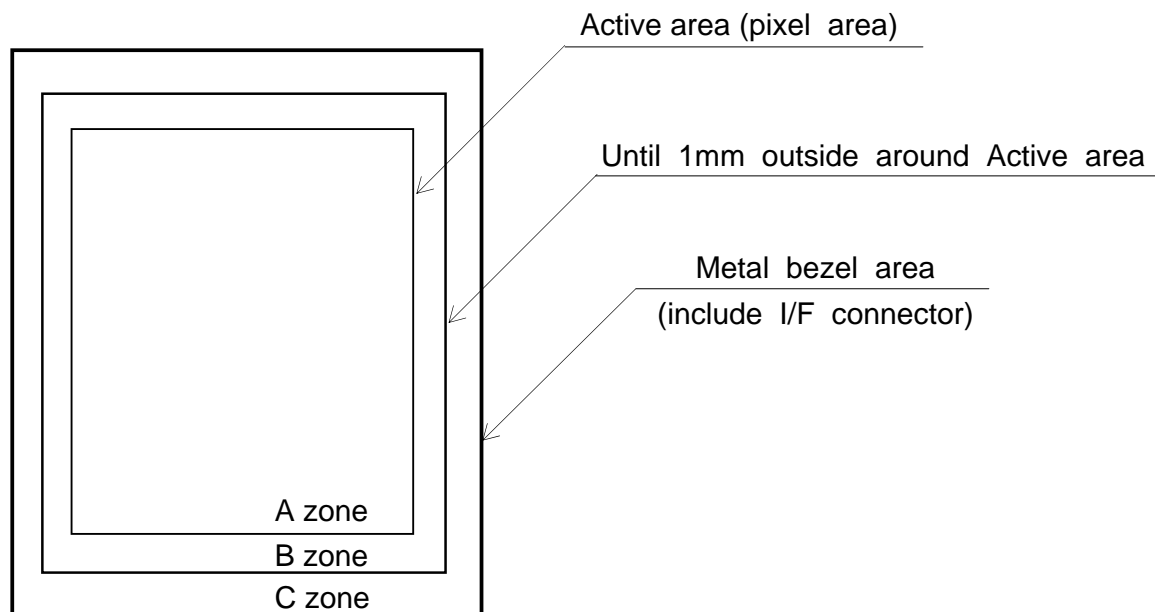 Active area (pixel area)
Until 1mm outside around Active area
Metal bezel area
(include I/F connector)
A zone
B zone
C zone